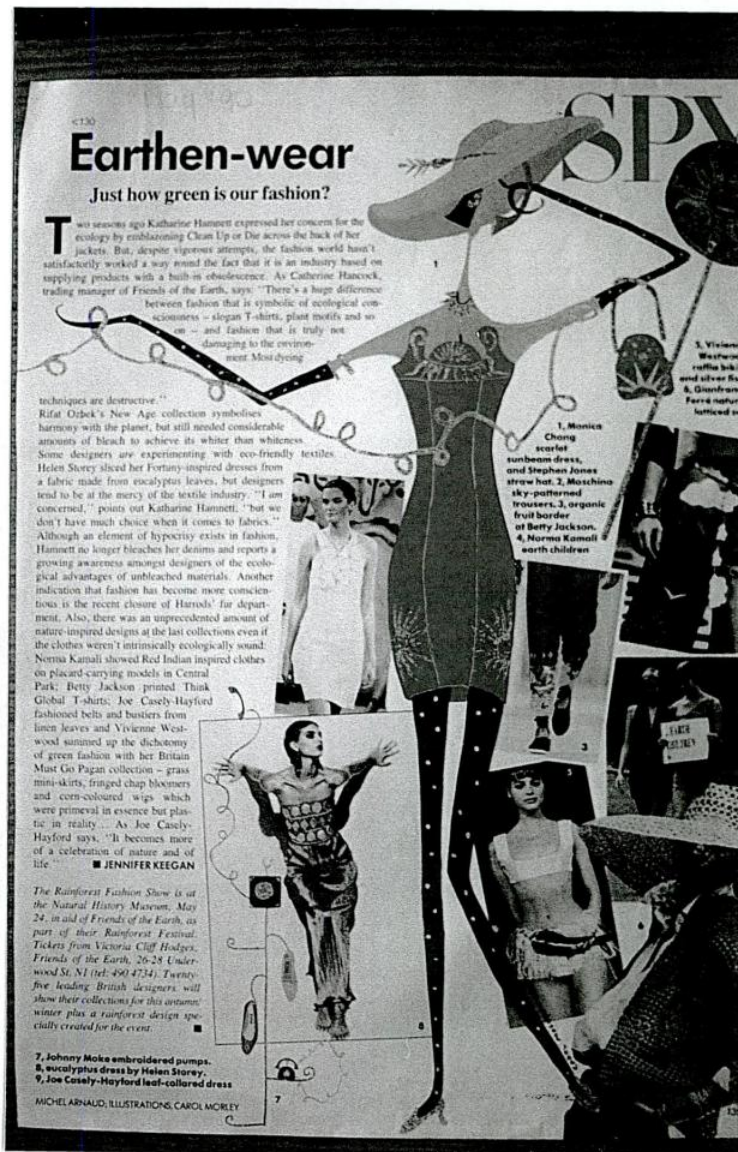 <130
Earthen-wear
Just how green is our fashion?
Two seasons ago Katharine Hamnett expressed her concern for the
ecology by emblazoning Clean Up or Die across the back of her
jackets. But, despite vigorous attempts, the fashion world hasn't
satisfactorily worked a way round the fact that it is an industry based on
supplying products with a built-in obsolescence. As Catherine Hancock,
trading manager of Friends of the Earth, says: "There's a huge difference
between fashion that is symbolic of ecological con-
sciousness – slogan T-shirts, plant motifs and so
on – and fashion that is truly not
damaging to the environ-
ment. Most dyeing
techniques are destructive."
Rifat Ozbek's New Age collection symbolises
harmony with the planet, but still needed considerable
amounts of bleach to achieve its whiter than whiteness.
Some designers are experimenting with eco-friendly textiles.
Helen Storey sliced her Fortuny-inspired dresses from
a fabric made from eucalyptus leaves, but designers
tend to be at the mercy of the textile industry. "I am
concerned," points out Katharine Hamnett, "but we
don't have much choice when it comes to fabrics."
Although an element of hypocrisy exists in fashion,
Hamnett no longer bleaches her denims and reports a
growing awareness amongst designers of the ecolo-
gical advantages of unbleached materials. Another
indication that fashion has become more conscien-
tious is the recent closure of Harrods' fur depart-
ment. Also, there was an unprecedented amount of
nature-inspired designs at the last collections even if
the clothes weren't intrinsically ecologically sound:
Norma Kamali showed Red Indian inspired clothes
on placard-carrying models in Central
Park; Betty Jackson printed Think
Global T-shirts; Joe Casely-Hayford
fashioned belts and bustiers from
linen leaves and Vivienne West-
wood summed up the dichotomy
of green fashion with her Britain
Must Go Pagan collection – grass
mini-skirts, fringed chap bloomers
and corn-coloured wigs which
were primeval in essence but plas-
tic in reality... As Joe Casely-
Hayford says, "It becomes more
of a celebration of nature and of
life." ■ JENNIFER KEEGAN
The Rainforest Fashion Show is at
the Natural History Museum, May
24, in aid of Friends of the Earth, as
part of their Rainforest Festival.
Tickets from Victoria Cliff Hodges,
Friends of the Earth, 26-28 Under-
wood St, N1 (tel: 490 4734). Twenty-
five leading British designers will
show their collections for this autumn/
winter plus a rainforest design spe-
cially created for the event. ■
7, Johnny Moke embroidered pumps.
8, eucalyptus dress by Helen Storey.
9, Joe Casely-Hayford leaf-collared dress
MICHEL ARNAUD; ILLUSTRATIONS, CAROL MORLEY
SPY
1
5, Vivien
Westwoo
raffia bik
and silver
6, Gianfran
Ferré natur
latticed
1, Monica
Chong
scarlet
sunbeam dress,
and Stephen Jones
straw hat. 2, Moschino
sky-patterned
trousers. 3, organic
fruit border
at Betty Jackson.
4, Norma Kamali
earth children
3
EARTH
CHILDREN
5
8
7